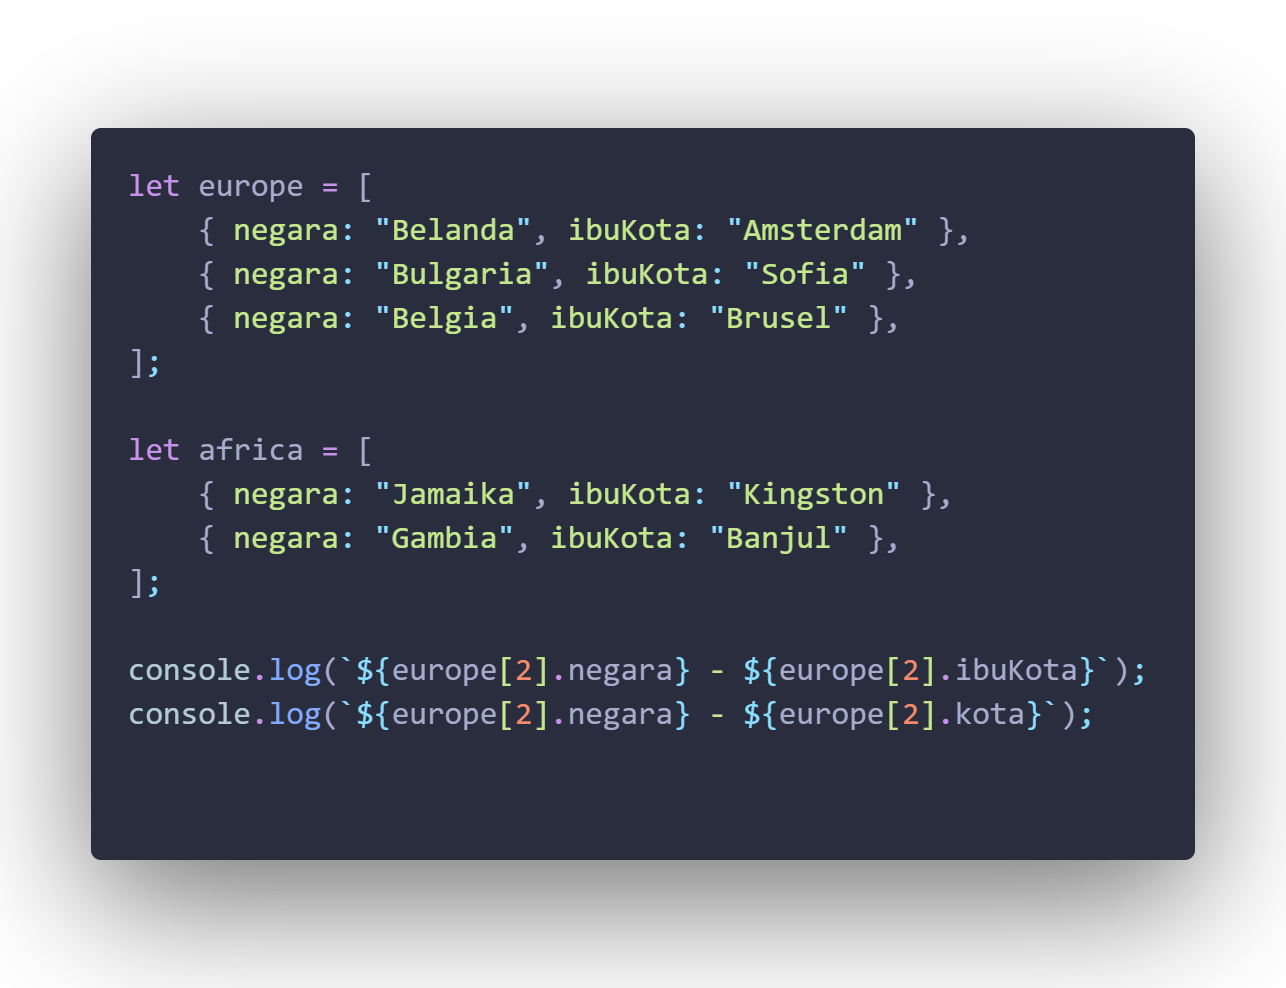 let europe = [
    { negara: "Belanda", ibuKota: "Amsterdam" },
    { negara: "Bulgaria", ibuKota: "Sofia" },
    { negara: "Belgia", ibuKota: "Brusel" },
];

let africa = [
    { negara: "Jamaika", ibuKota: "Kingston" },
    { negara: "Gambia", ibuKota: "Banjul" },
];

console.log(`${europe[2].negara} - ${europe[2].ibuKota}`);
console.log(`${europe[2].negara} - ${europe[2].kota}`);